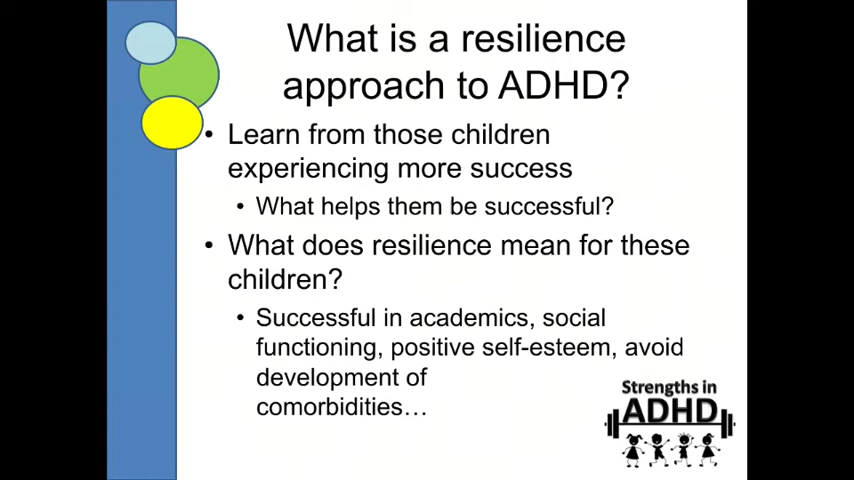 What is a resilience
approach to ADHD?
• Learn from those children
experiencing more success
• What helps them be successful?
• What does resilience mean for these
children?
• Successful in academics, social
functioning, positive self-esteem, avoid
development of
comorbidities…
Strengths in
ADHD